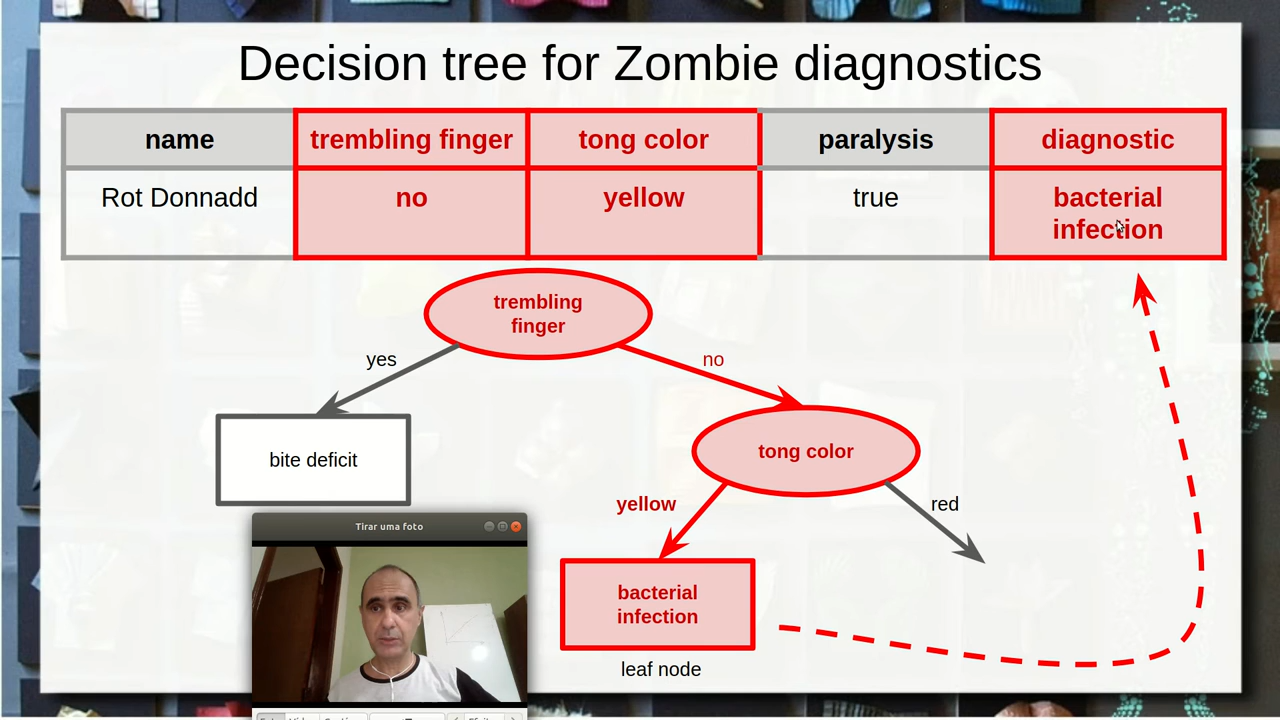 Decision tree for Zombie diagnostics
name trembling finger tong color paralysis diagnostic
Rot Donnadd no yellow true bacterial
infection
trembling
finger
yes no
bite deficit
tong color
yellow red
Tirar uma foto
bacterial
infection
leaf node